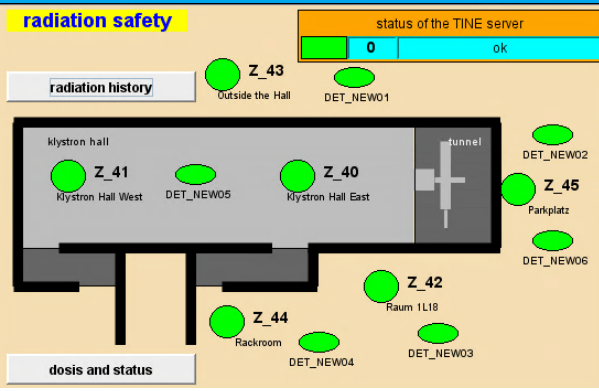 radiation safety
status of the TINE server
0
ok
radiation history
Z_43
Outside the Hall
DET_NEW01
klystron hall
tunnel
DET_NEW02
Z_41
Klystron Hall West
DET_NEW05
Z_40
Klystron Hall East
Z_45
Parkplatz
DET_NEW06
Z_42
Raum 1L18
Z_44
Rackroom
DET_NEW04
DET_NEW03
dosis and status